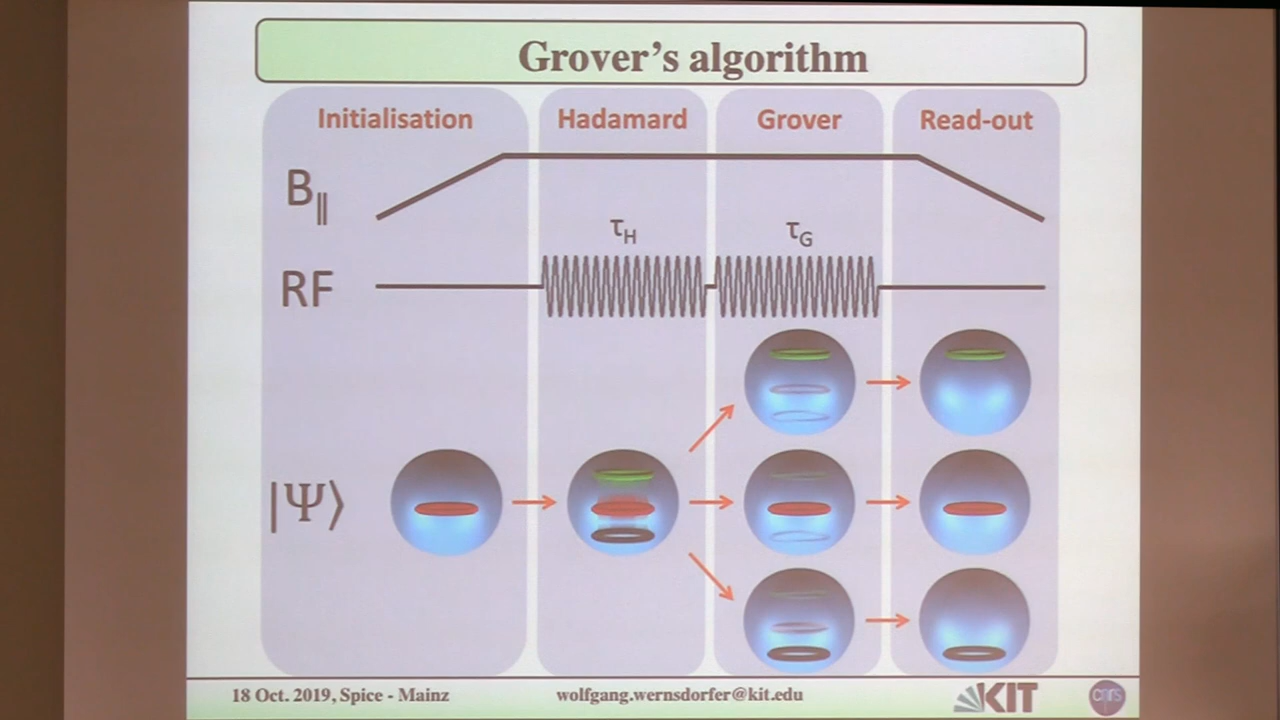 Grover's algorithm
Initialisation
Hadamard
Grover
Read-out
B||
τH
τG
RF
|Ψ⟩
18 Oct. 2019, Spice - Mainz
wolfgang.wernsdorfer@kit.edu
KIT
cnrs